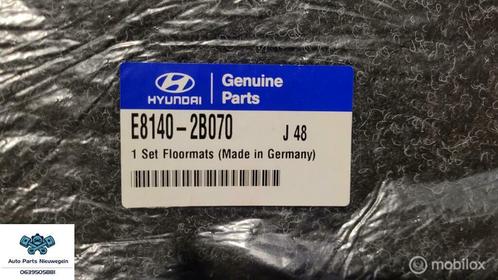 HYUNDAI
Genuine
Parts
E8140-2B070 J 48
1 Set Floormats (Made in Germany)
Auto Parts Nieuwegein
0639505881
© mobilox